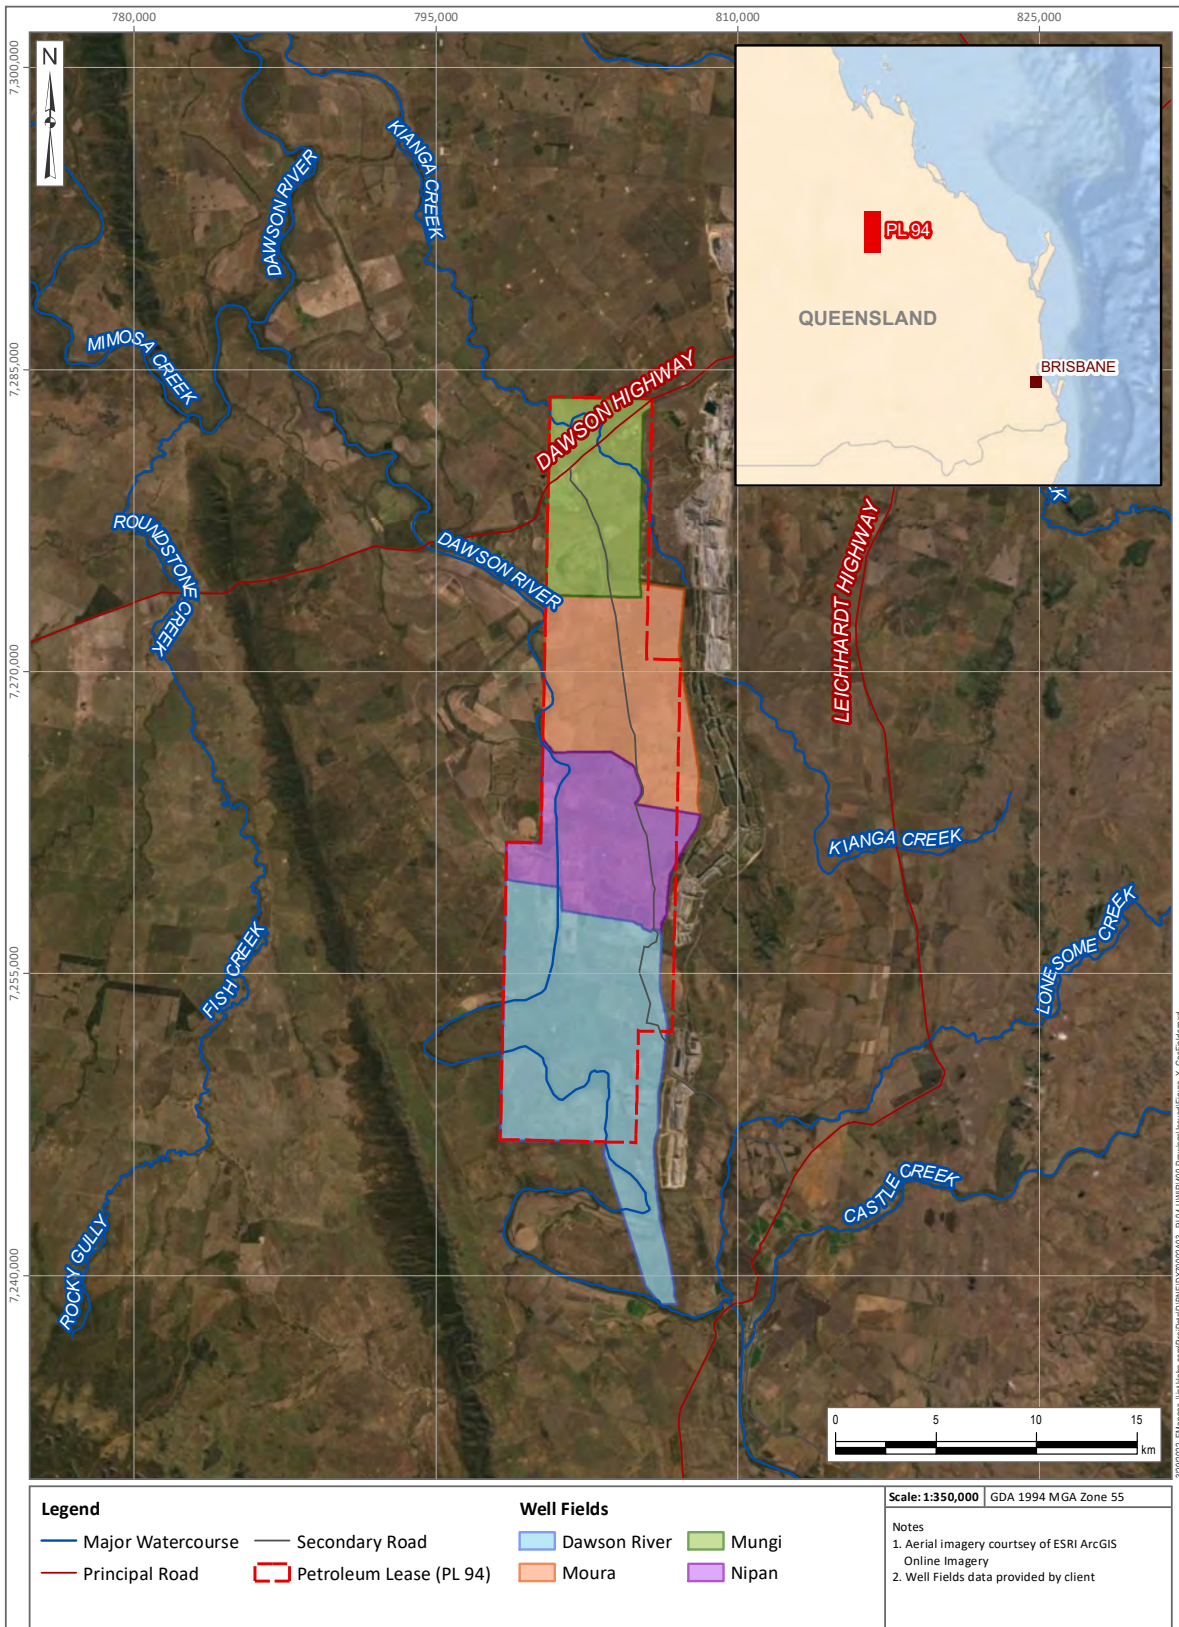 780,000
795,000
810,000
825,000
7,300,000
7,285,000
7,270,000
7,255,000
7,240,000
N
KIANGA CREEK
DAWSON RIVER
MIMOSA CREEK
DAWSON HIGHWAY
ROUNDSTONE CREEK
DAWSON RIVER
LEICHHARDT HIGHWAY
KIANGA CREEK
LONESOME CREEK
FISH CREEK
CASTLE CREEK
ROCKY GULLY
PL 94
QUEENSLAND
BRISBANE
0 5 10 15
km
Legend
Major Watercourse
Principal Road
Secondary Road
Petroleum Lease (PL 94)
Well Fields
Dawson River
Moura
Mungi
Nipan
Scale: 1:350,000 GDA 1994 MGA Zone 55
Notes
1. Aerial imagery courtsey of ESRI ArcGIS
Online Imagery
2. Well Fields data provided by client